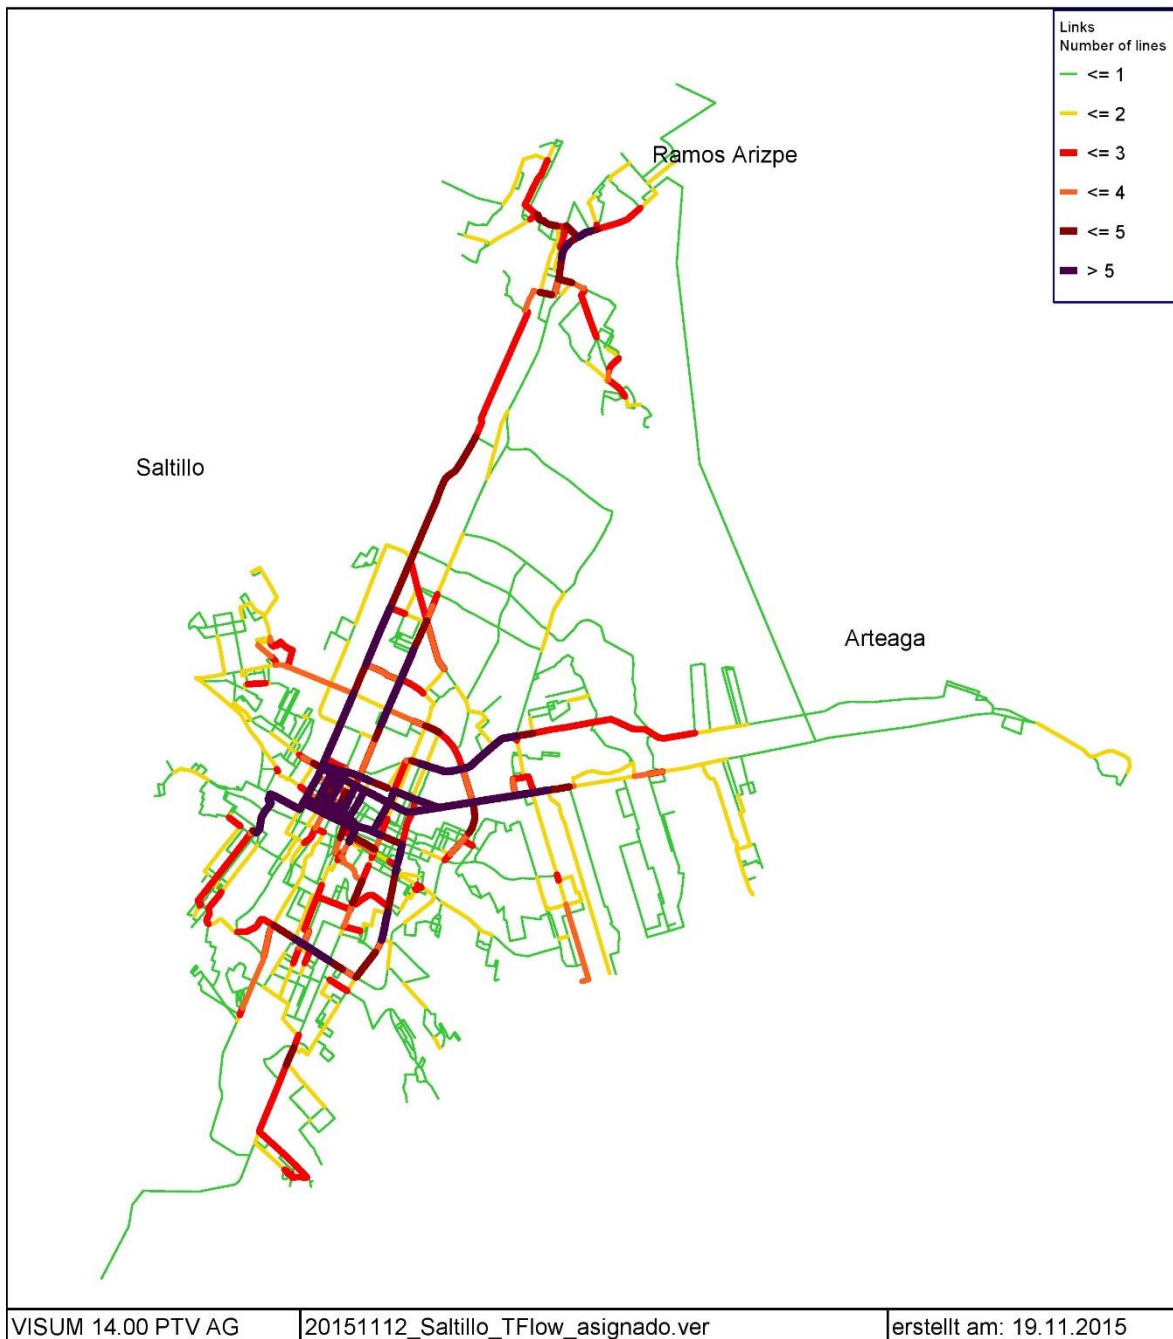 Links
Number of lines
<= 1
<= 2
<= 3
<= 4
<= 5
> 5
Ramos Arizpe
Saltillo
Arteaga
VISUM 14.00 PTV AG
20151112_Saltillo_TFlow_asignado.ver
erstellt am: 19.11.2015